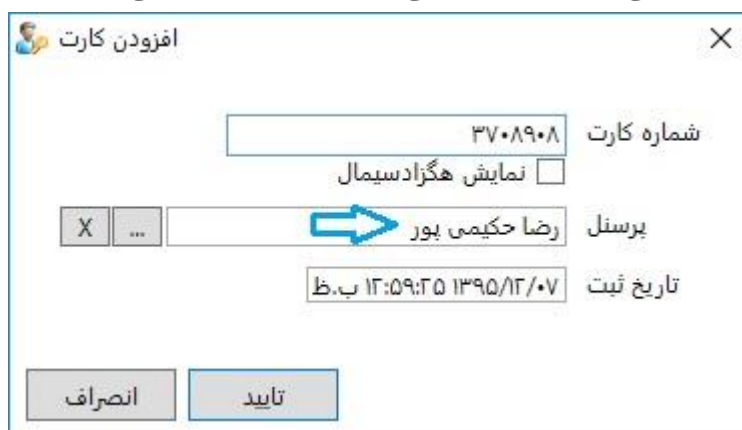 افزودن کارت
شماره کارت ۳۷۰۸۹۰۸
نمایش هگزادسیمال
پرسنل رضا حکیمی پور ... X
تاریخ ثبت ۱۳۹۵/۱۲/۰۷ ۱۲:۵۹:۲۵ ب.ظ
تایید انصراف